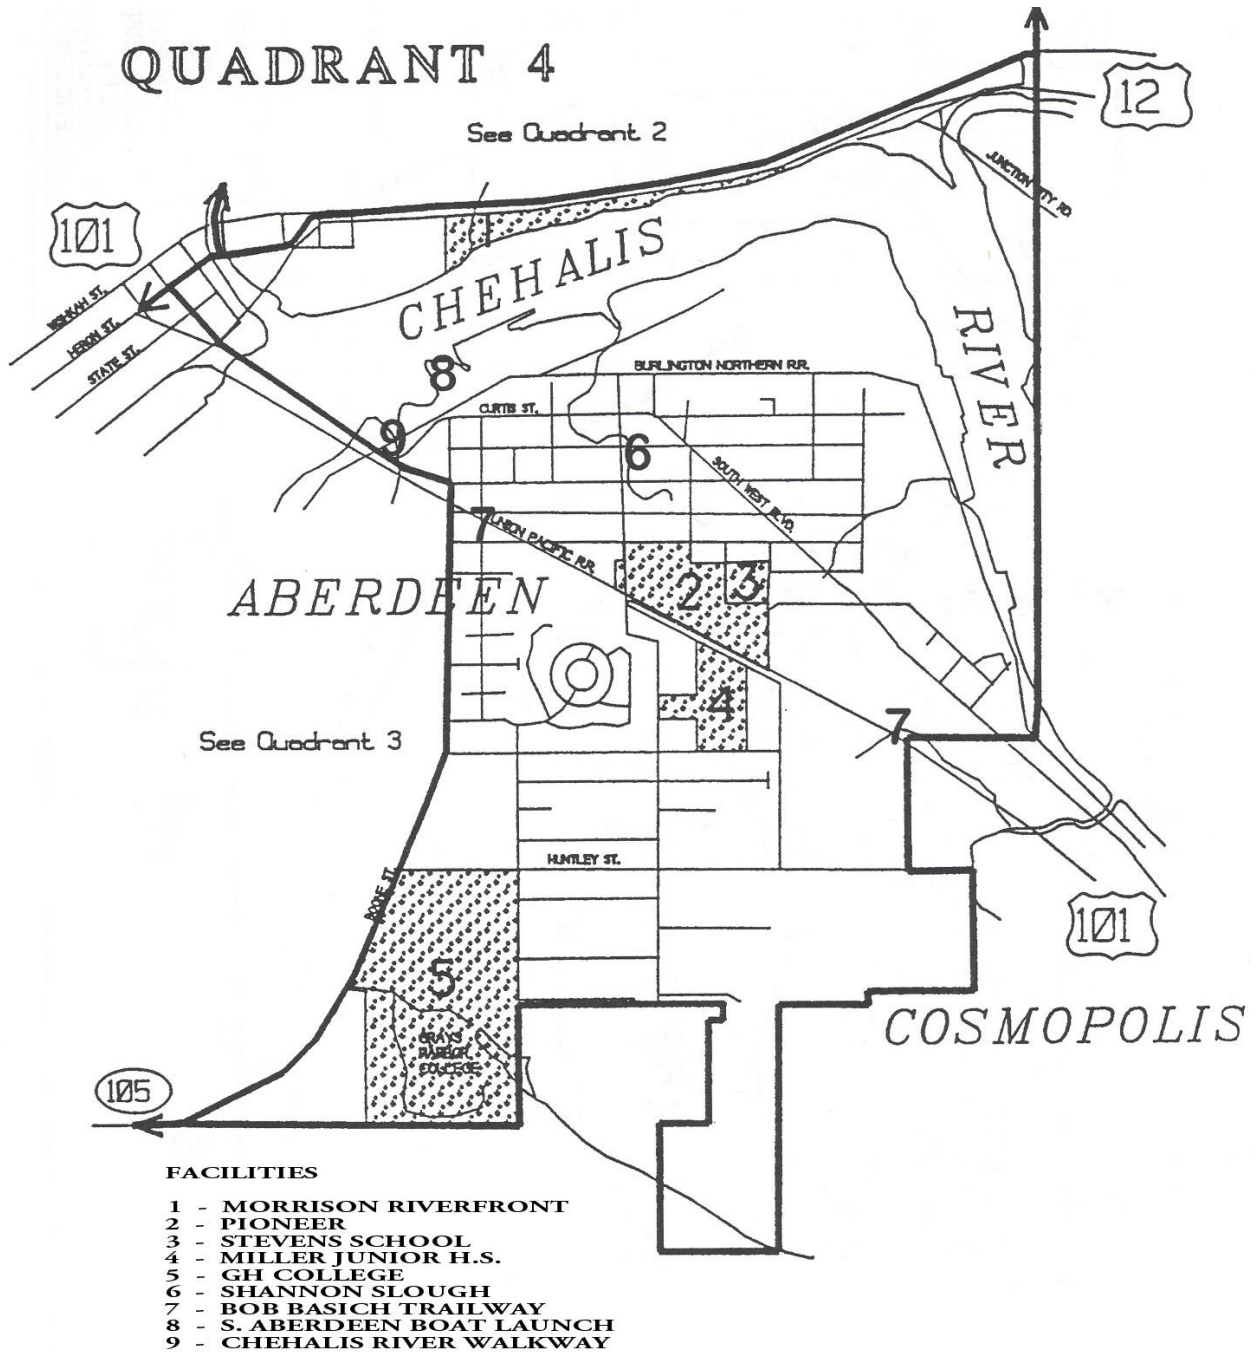 QUADRANT 4
12
See Quadrant 2
JUNCTION CITY RD.
101
CHEHALIS
WISHKAH ST.
HERON ST.
STATE ST.
RIVER
8
BURLINGTON NORTHERN R.R.
CURTIS ST.
9
6
SOUTH WEST BLVD.
7
UNION PACIFIC R.R.
ABERDEEN
2
3
4
7
See Quadrant 3
HUNTLEY ST.
BOONE ST.
101
5
COSMOPOLIS
GRAYS
HARBOR
COLLEGE
105
FACILITIES
1 - MORRISON RIVERFRONT
2 - PIONEER
3 - STEVENS SCHOOL
4 - MILLER JUNIOR H.S.
5 - GH COLLEGE
6 - SHANNON SLOUGH
7 - BOB BASICH TRAILWAY
8 - S. ABERDEEN BOAT LAUNCH
9 - CHEHALIS RIVER WALKWAY